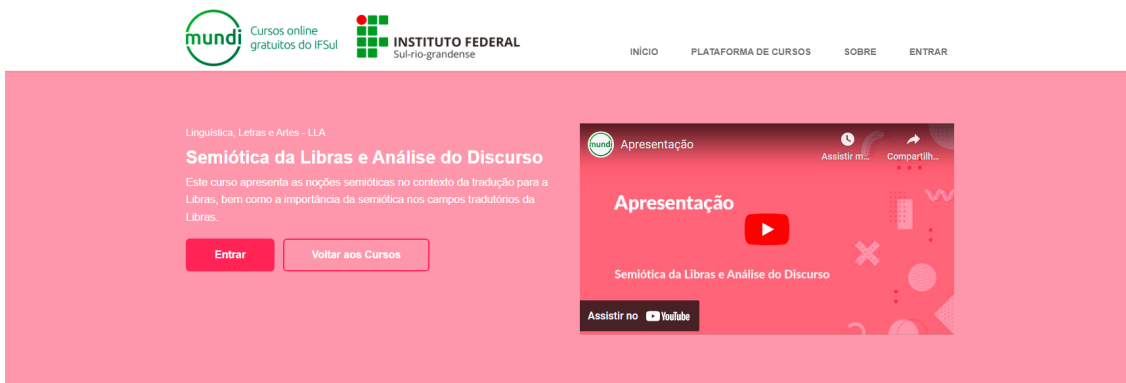 mundi
Cursos online
gratuitos do IFSul
INSTITUTO FEDERAL
Sul-rio-grandense
INÍCIO PLATAFORMA DE CURSOS SOBRE ENTRAR
Linguística, Letras e Artes - LLA
Semiótica da Libras e Análise do Discurso
Este curso apresenta as noções semióticas no contexto da tradução para a
Libras, bem como a importância da semiótica nos campos tradutórios da
Libras.
Entrar Voltar aos Cursos
mundi Apresentação
Assistir m... Compartilh...
Apresentação
Semiótica da Libras e Análise do Discurso
Assistir no YouTube